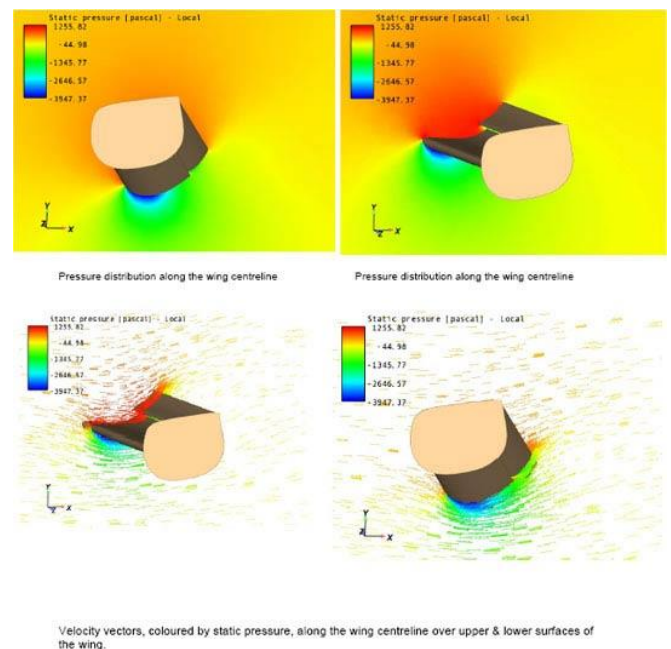 Static pressure [pascal] - Local
1255.82
-44.98
-1345.77
-2646.57
-3947.37
Y
Z
X
Static pressure [pascal] - Local
1255.82
-44.98
-1345.77
-2646.57
-3947.37
Y
Z
X
Pressure distribution along the wing centreline
Pressure distribution along the wing centreline
Static pressure [pascal] - Local
1255.82
-44.98
-1345.77
-2646.57
-3947.37
Y
X
Static pressure [pascal] - Local
1255.82
-44.98
-1345.77
-2646.57
-3947.37
Y
Z
X
Velocity vectors, coloured by static pressure, along the wing centreline over upper & lower surfaces of
the wing.